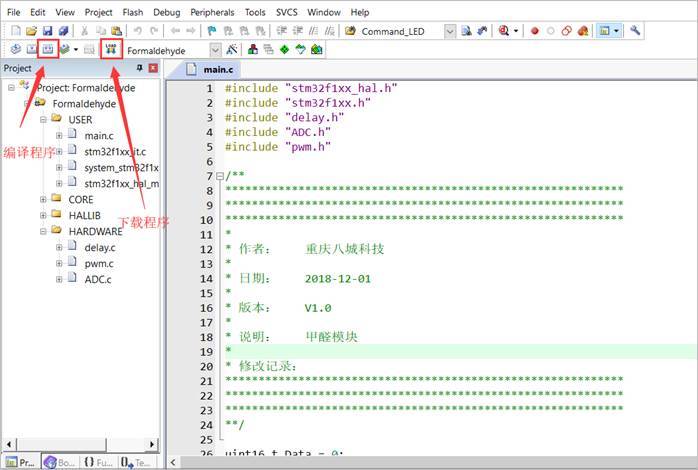 File Edit View Project Flash Debug Peripherals Tools SVCS Window Help
Command_LED
LOAD Formaldehyde
Project
main.c
Project: Formaldehyde
Formaldehyde
USER
main.c
stm32f1xx_it.c
system_stm32f1x
stm32f1xx_hal_m
CORE
HALLIB
HARDWARE
delay.c
pwm.c
ADC.c
编译程序
下载程序
1 #include "stm32f1xx_hal.h"
2 #include "stm32f1xx.h"
3 #include "delay.h"
4 #include "ADC.h"
5 #include "pwm.h"
6
7 /**
8 ************************************************************
9 ************************************************************
10 ************************************************************
11 *
12 * 作者: 重庆八城科技
13 *
14 * 日期: 2018-12-01
15 *
16 * 版本: V1.0
17 *
18 * 说明: 甲醛模块
19 *
20 * 修改记录:
21 ************************************************************
22 ************************************************************
23 ************************************************************
24 **/
25
26 uint16_t Data = 0;
Pr... Bo... {} Fu... Te...